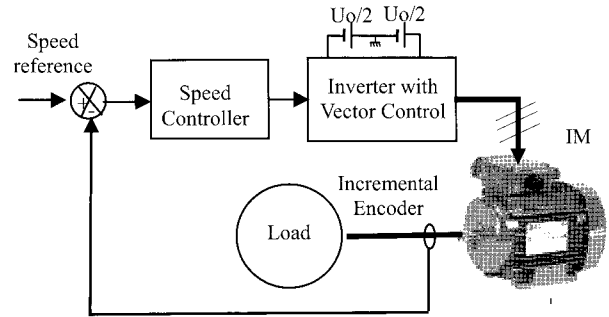 Uo/2 Uo/2
Speed
reference
+
-
Speed
Controller
Inverter with
Vector Control
IM
Incremental
Encoder
Load